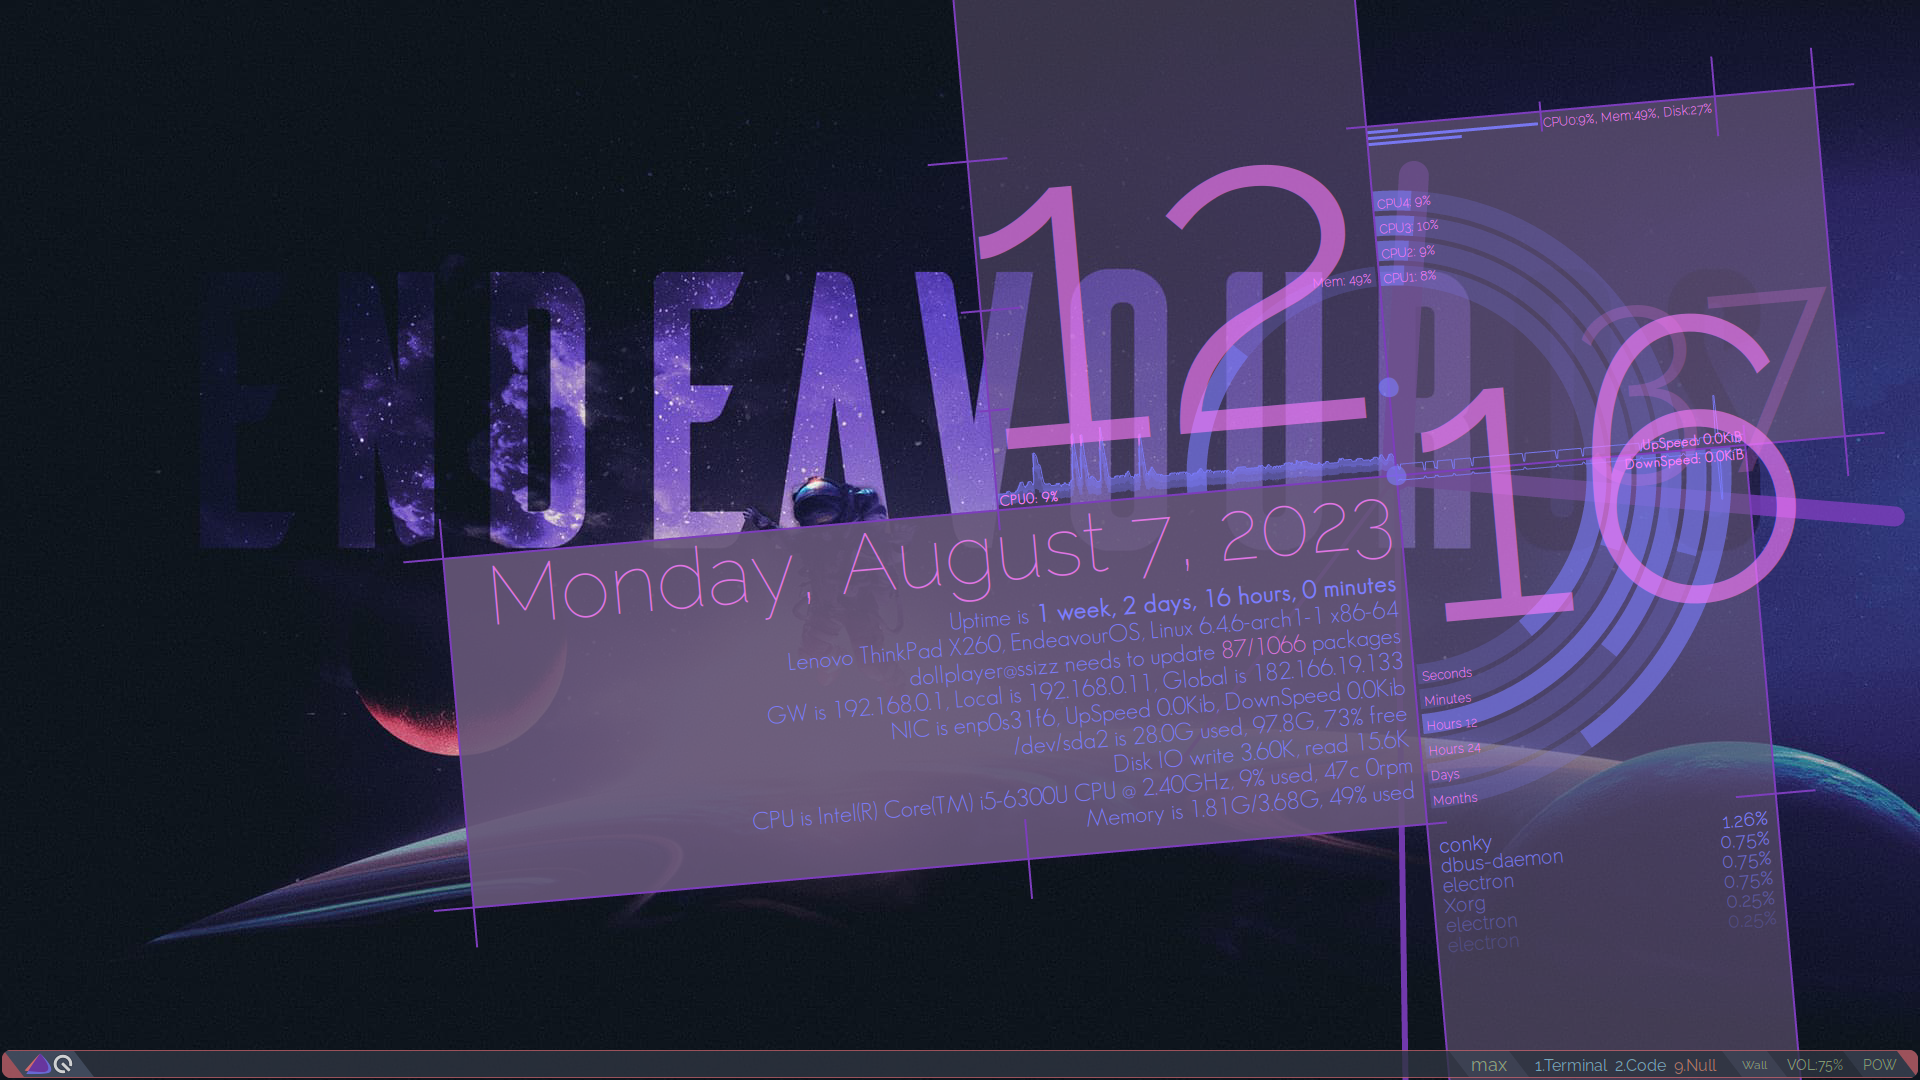 ENDEAVOUR
12
16
37
CPU0:9%, Mem:49%, Disk:27%
CPU4: 9%
CPU3: 10%
CPU2: 9%
CPU1: 8%
Mem: 49%
UpSpeed: 0.0KiB
DownSpeed: 0.0KiB
CPU0: 9%
Monday, August 7, 2023
Uptime is 1 week, 2 days, 16 hours, 0 minutes
Lenovo ThinkPad X260, EndeavourOS, Linux 6.4.6-arch1-1 x86-64
dollplayer@ssizz needs to update 87/1066 packages
GW is 192.168.0.1, Local is 192.168.0.11, Global is 182.166.19.133
NIC is enp0s31f6, UpSpeed 0.0Kib, DownSpeed 0.0Kib
/dev/sda2 is 28.0G used, 97.8G, 73% free
Disk IO write 3.60K, read 15.6K
CPU is Intel(R) Core(TM) i5-6300U CPU @ 2.40GHz, 9% used, 47c 0rpm
Memory is 1.81G/3.68G, 49% used
Seconds
Minutes
Hours 12
Hours 24
Days
Months
conky 1.26%
dbus-daemon 0.75%
electron 0.75%
Xorg 0.75%
electron 0.25%
electron 0.25%
max 1.Terminal 2.Code 9.Null Wall VOL:75% POW